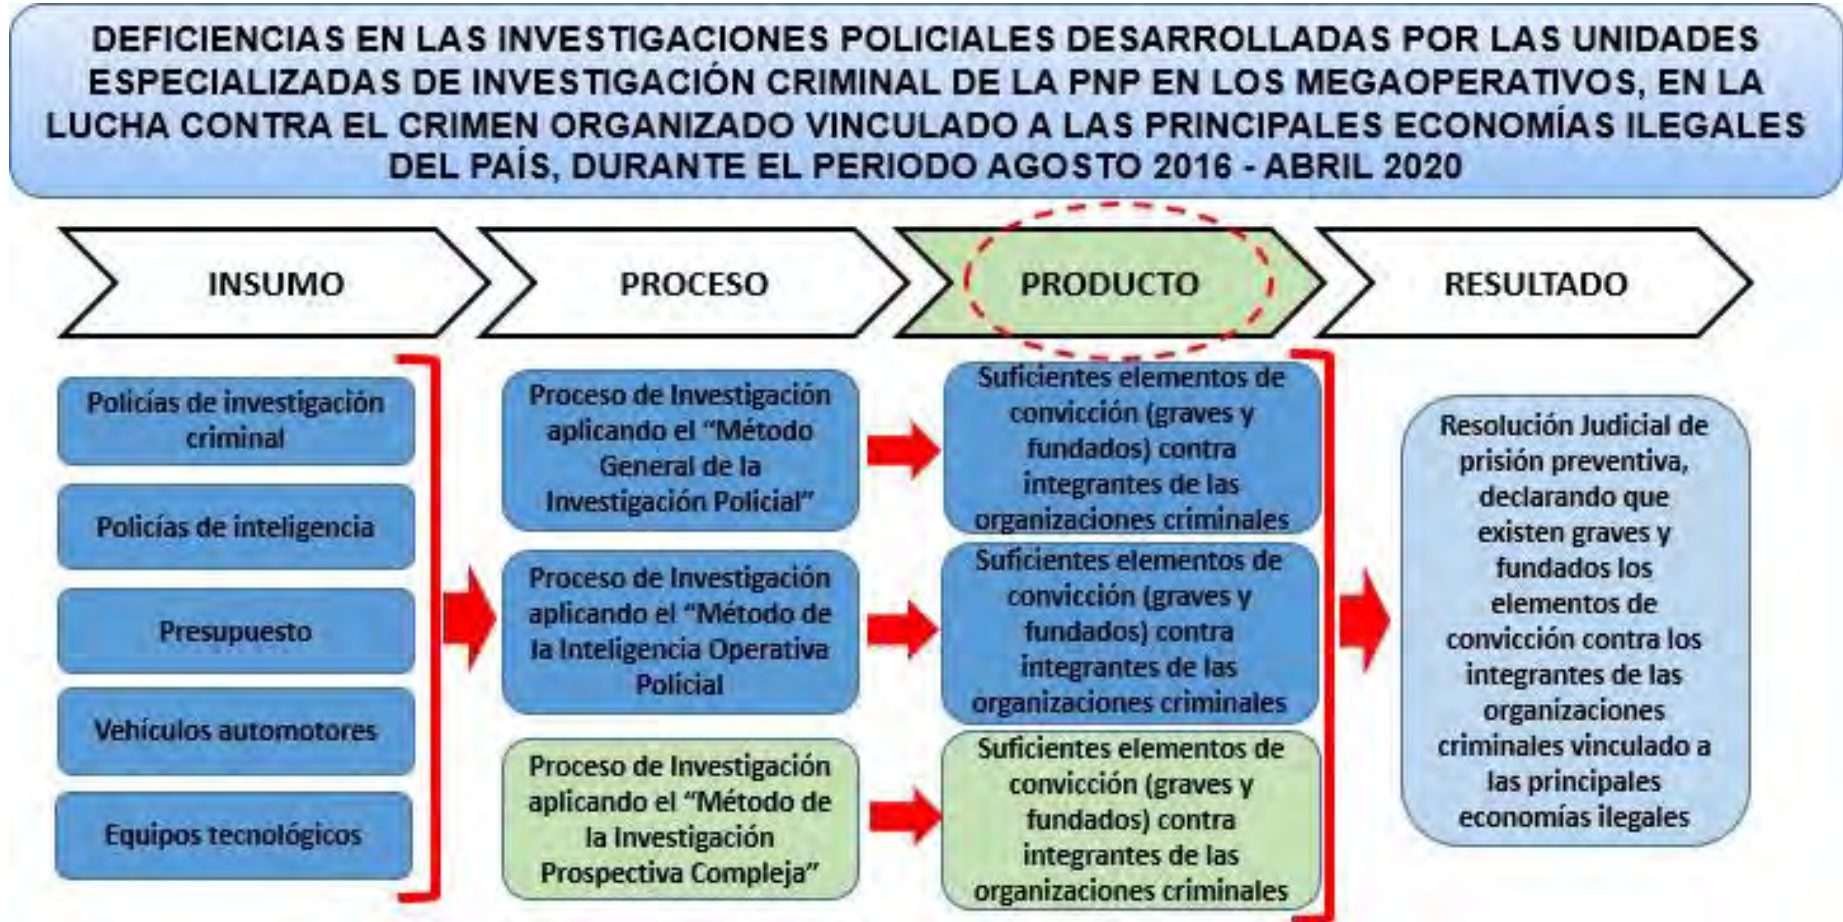 DEFICIENCIAS EN LAS INVESTIGACIONES POLICIALES DESARROLLADAS POR LAS UNIDADES
ESPECIALIZADAS DE INVESTIGACIÓN CRIMINAL DE LA PNP EN LOS MEGAOPERATIVOS, EN LA
LUCHA CONTRA EL CRIMEN ORGANIZADO VINCULADO A LAS PRINCIPALES ECONOMÍAS ILEGALES
DEL PAÍS, DURANTE EL PERIODO AGOSTO 2016 - ABRIL 2020
INSUMO
PROCESO
PRODUCTO
RESULTADO
Policías de investigación
criminal
Policías de inteligencia
Presupuesto
Vehículos automotores
Equipos tecnológicos
Proceso de Investigación
aplicando el “Método
General de la
Investigación Policial”
Proceso de Investigación
aplicando el “Método de
la Inteligencia Operativa
Policial
Proceso de Investigación
aplicando el “Método de
la Investigación
Prospectiva Compleja”
Suficientes elementos de
convicción (graves y
fundados) contra
integrantes de las
organizaciones criminales
Suficientes elementos de
convicción (graves y
fundados) contra
integrantes de las
organizaciones criminales
Suficientes elementos de
convicción (graves y
fundados) contra
integrantes de las
organizaciones criminales
Resolución Judicial de
prisión preventiva,
declarando que
existen graves y
fundados los
elementos de
convicción contra los
integrantes de las
organizaciones
criminales vinculado a
las principales
economías ilegales